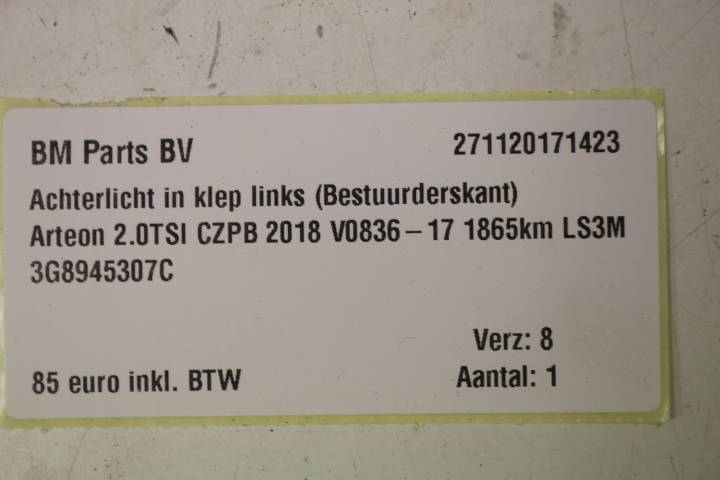 BM Parts BV 271120171423
Achterlicht in klep links (Bestuurderskant)
Arteon 2.0TSI CZPB 2018 V0836 – 17 1865km LS3M
3G8945307C
Verz: 8
85 euro inkl. BTW Aantal: 1